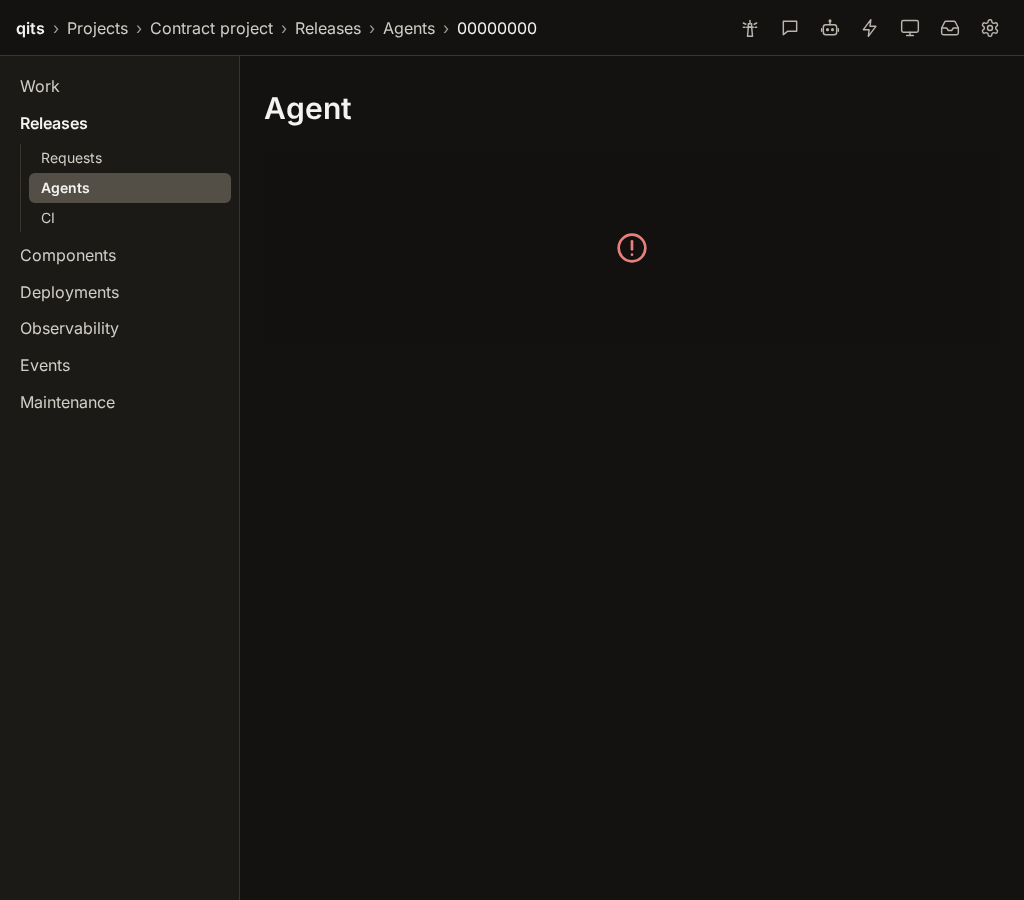 qits › Projects › Contract project › Releases › Agents › 00000000
Work
Releases
Requests
Agents
CI
Components
Deployments
Observability
Events
Maintenance
Agent